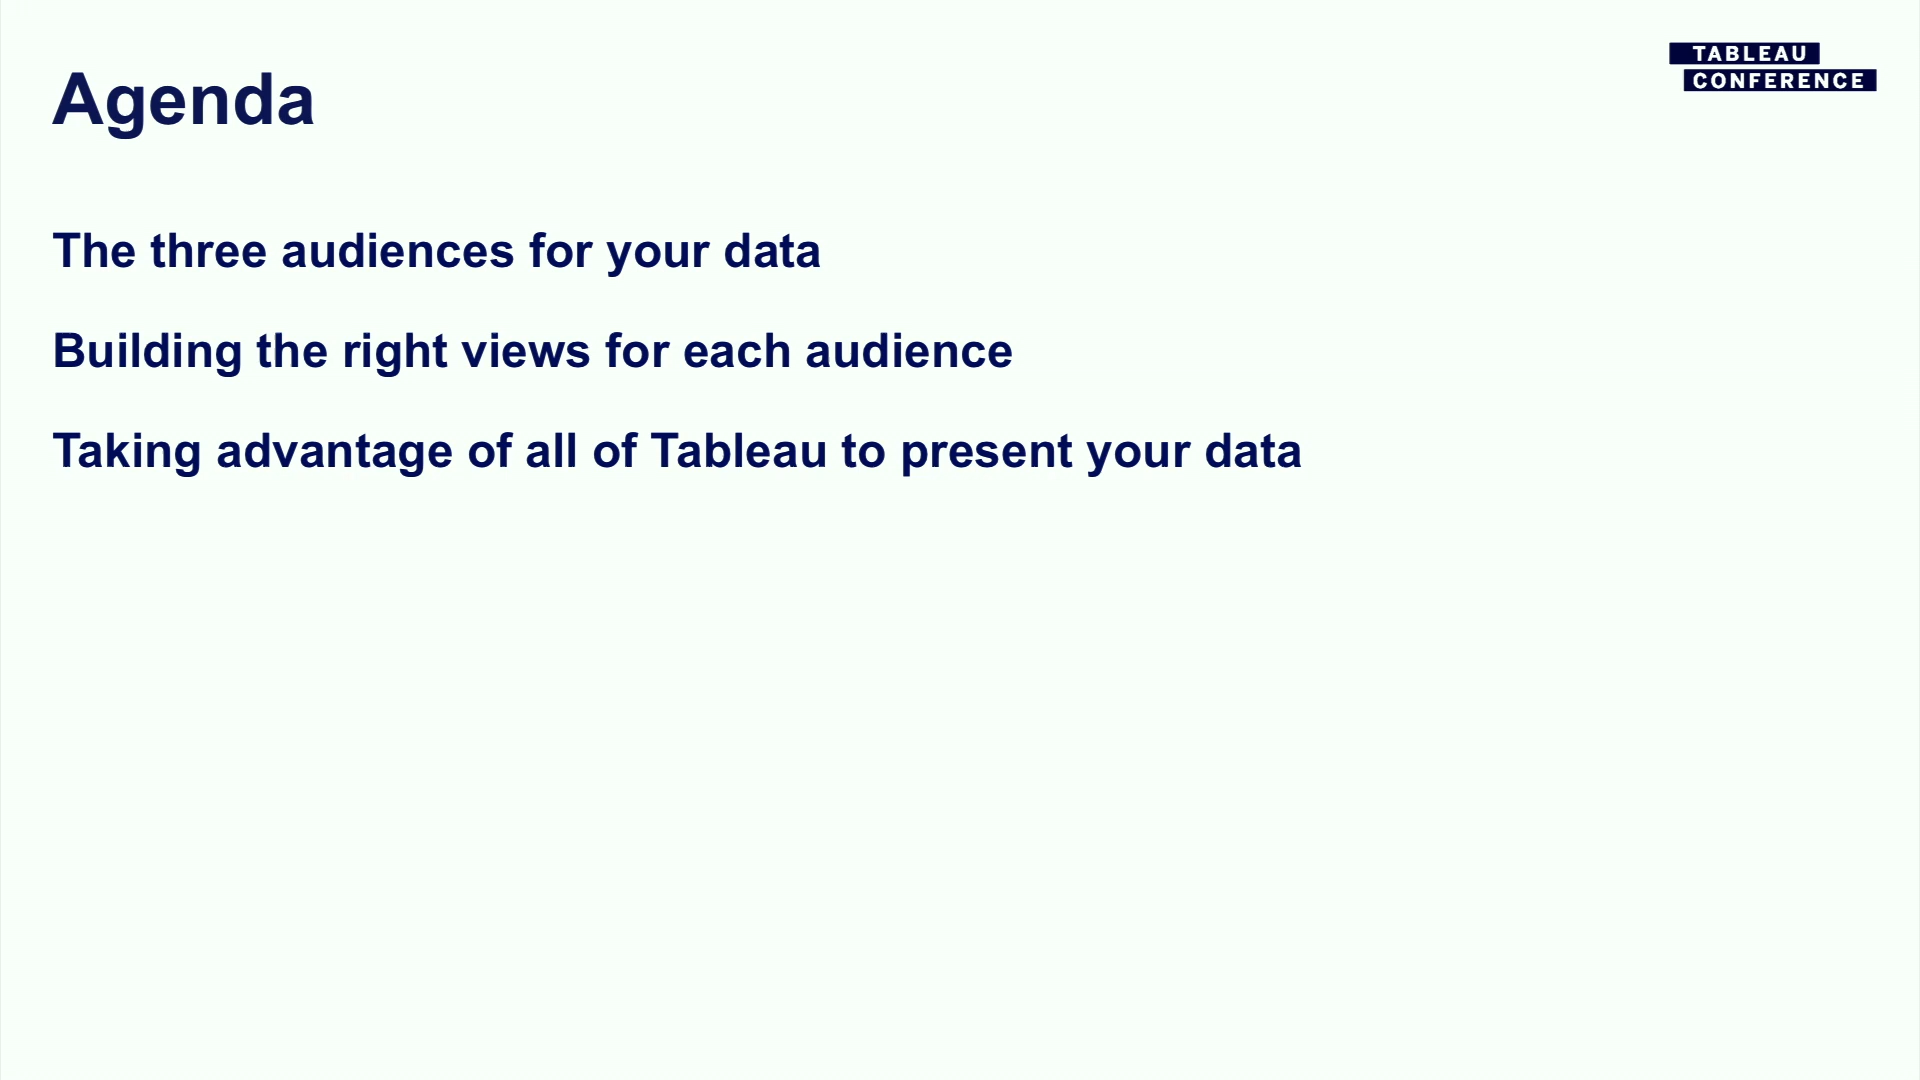 Agenda
TABLEAU
CONFERENCE
The three audiences for your data
Building the right views for each audience
Taking advantage of all of Tableau to present your data